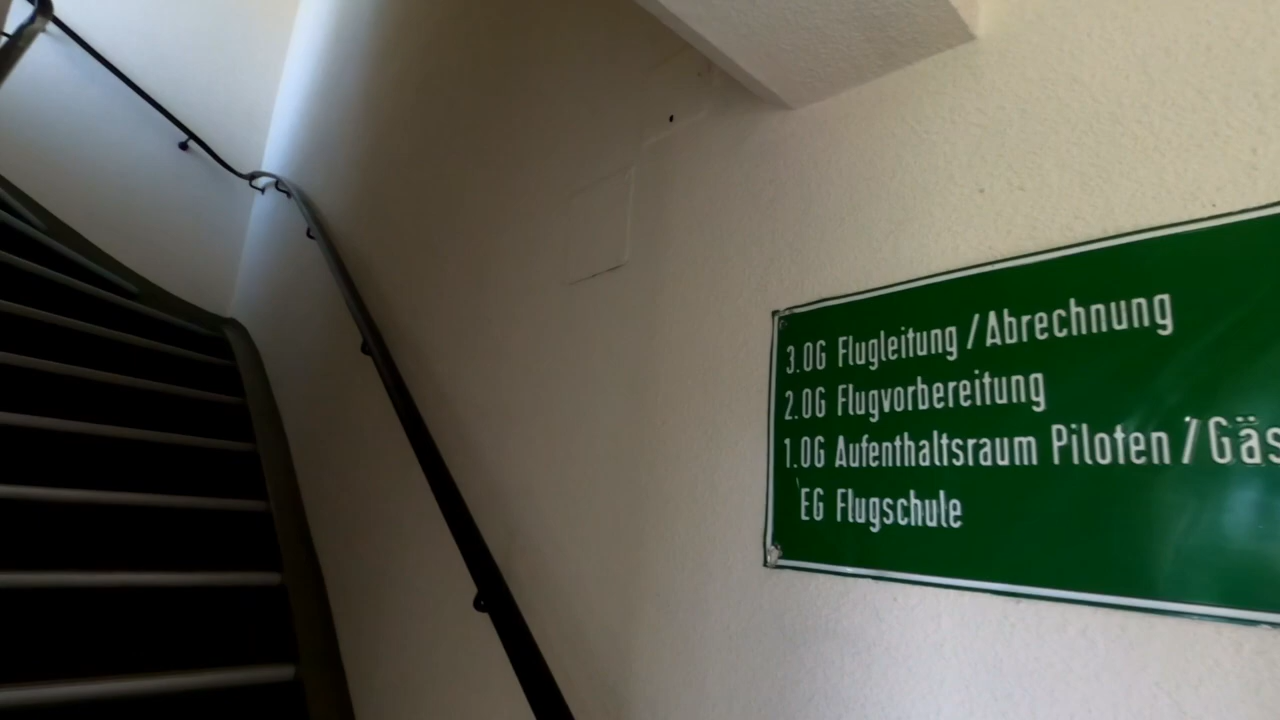 3.OG Flugleitung / Abrechnung
2.OG Flugvorbereitung
1.OG Aufenthaltsraum Piloten / Gäs
EG Flugschule